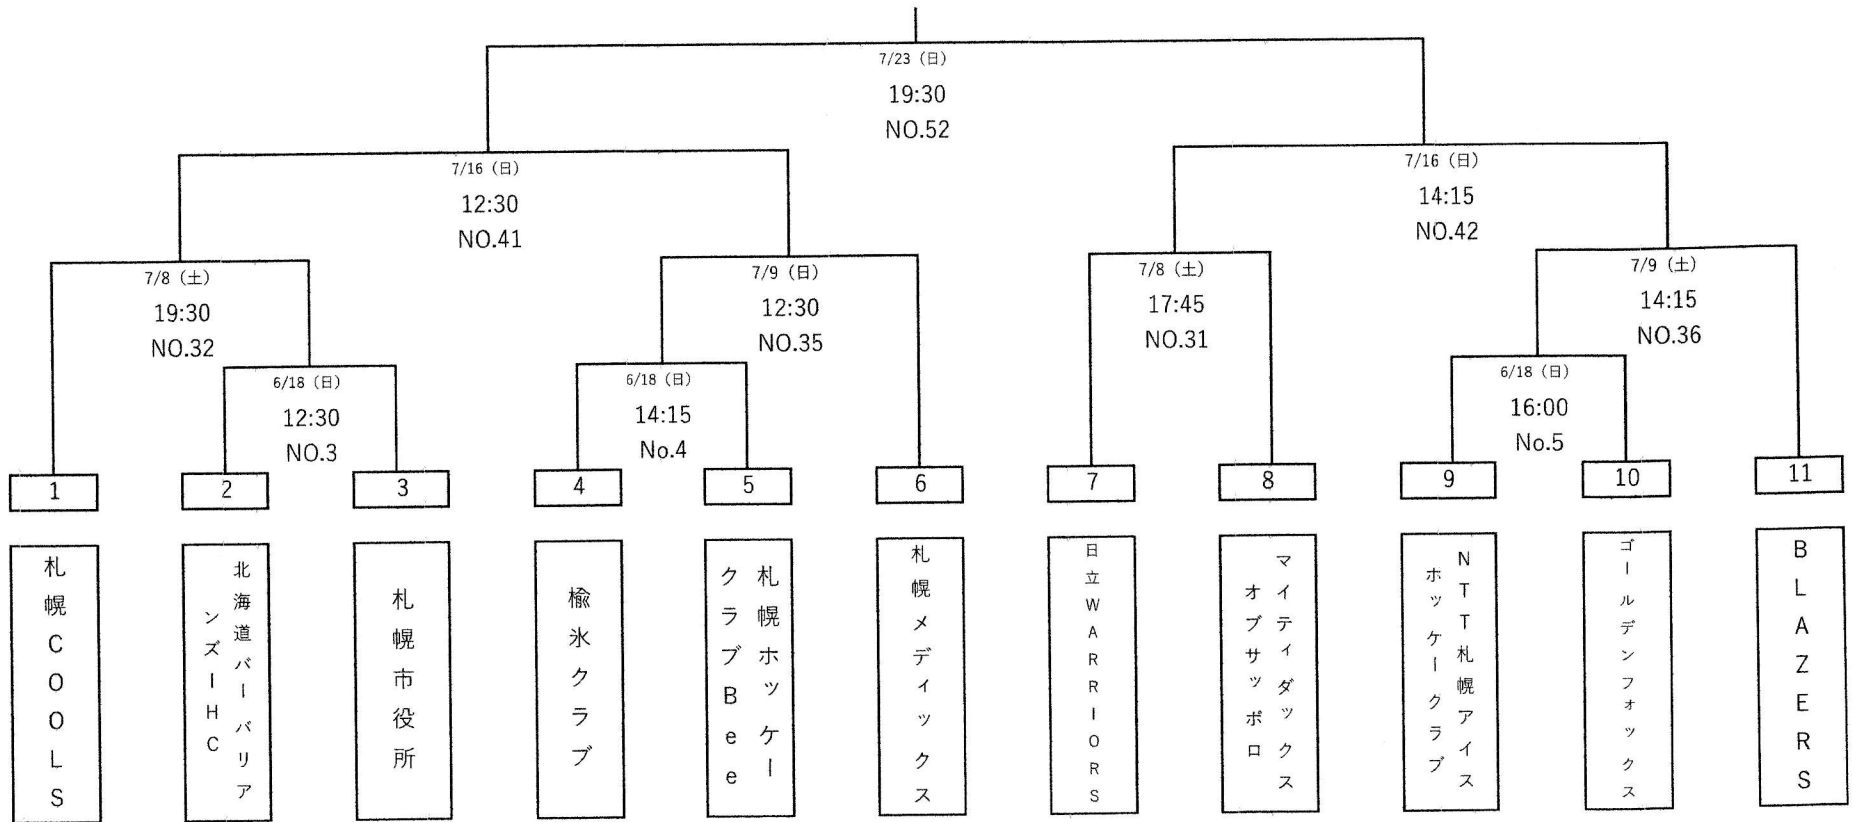 7/23（日）
19:30
NO.52
7/16（日）
12:30
NO.41
7/16（日）
14:15
NO.42
7/8（土）
19:30
NO.32
7/9（日）
12:30
NO.35
7/8（土）
17:45
NO.31
7/9（土）
14:15
NO.36
6/18（日）
12:30
NO.3
6/18（日）
14:15
No.4
6/18（日）
16:00
No.5
1
2
3
4
5
6
7
8
9
10
11
札幌COOLS
北海道バーバリア
ンズIHC
札幌市役所
楡氷クラブ
札幌ホッケー
クラブBee
札幌メディックス
日立WARRIORS
マイティダックス
オブサッポロ
NTT札幌アイス
ホッケークラブ
ゴールデンフォックス
BLAZERS